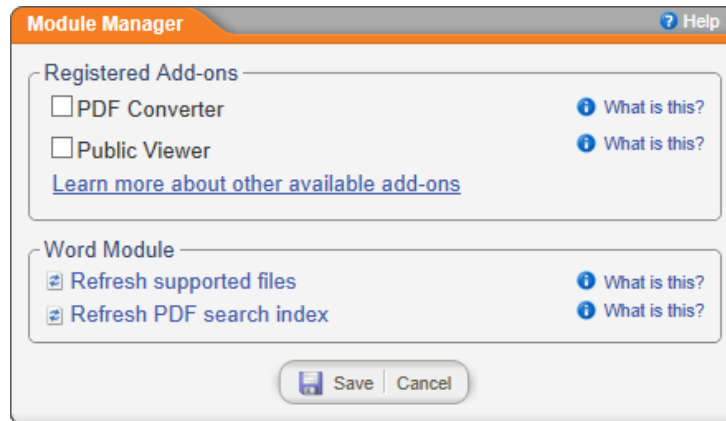 Module Manager
Help
Registered Add-ons
PDF Converter What is this?
Public Viewer What is this?
Learn more about other available add-ons
Word Module
Refresh supported files What is this?
Refresh PDF search index What is this?
Save Cancel